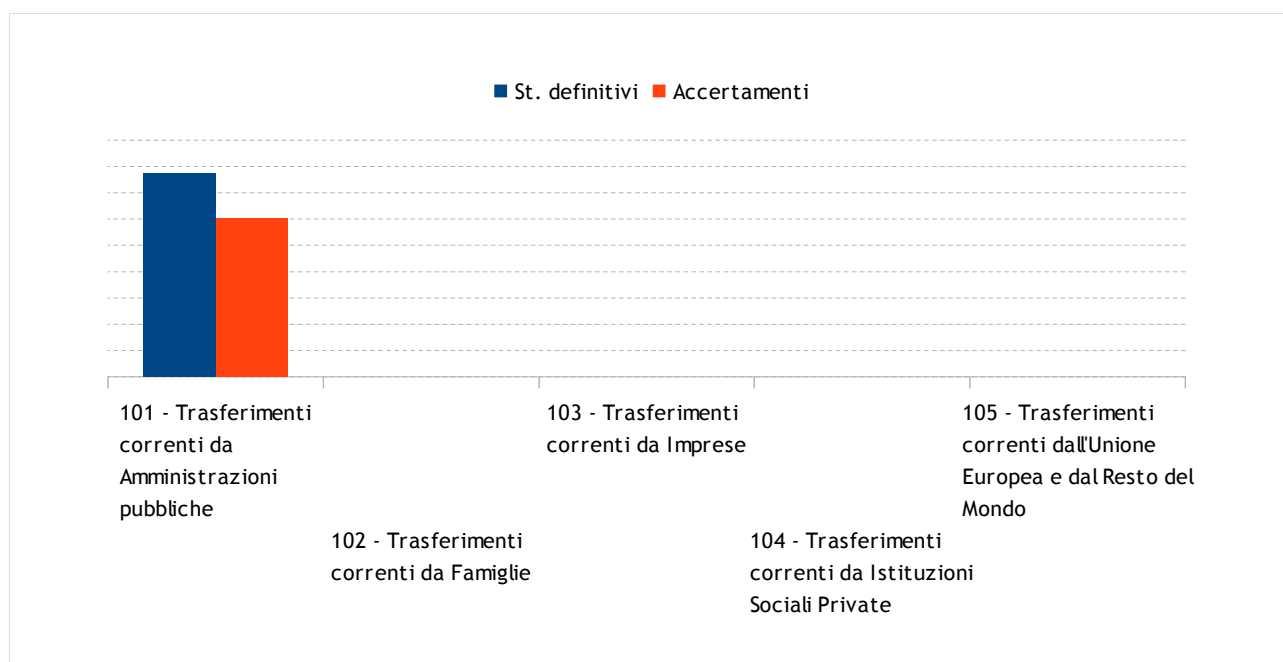 St. definitivi Accertamenti
101 - Trasferimenti
correnti da
Amministrazioni
pubbliche
102 - Trasferimenti
correnti da Famiglie
103 - Trasferimenti
correnti da Imprese
104 - Trasferimenti
correnti da Istituzioni
Sociali Private
105 - Trasferimenti
correnti dall'Unione
Europea e dal Resto del
Mondo